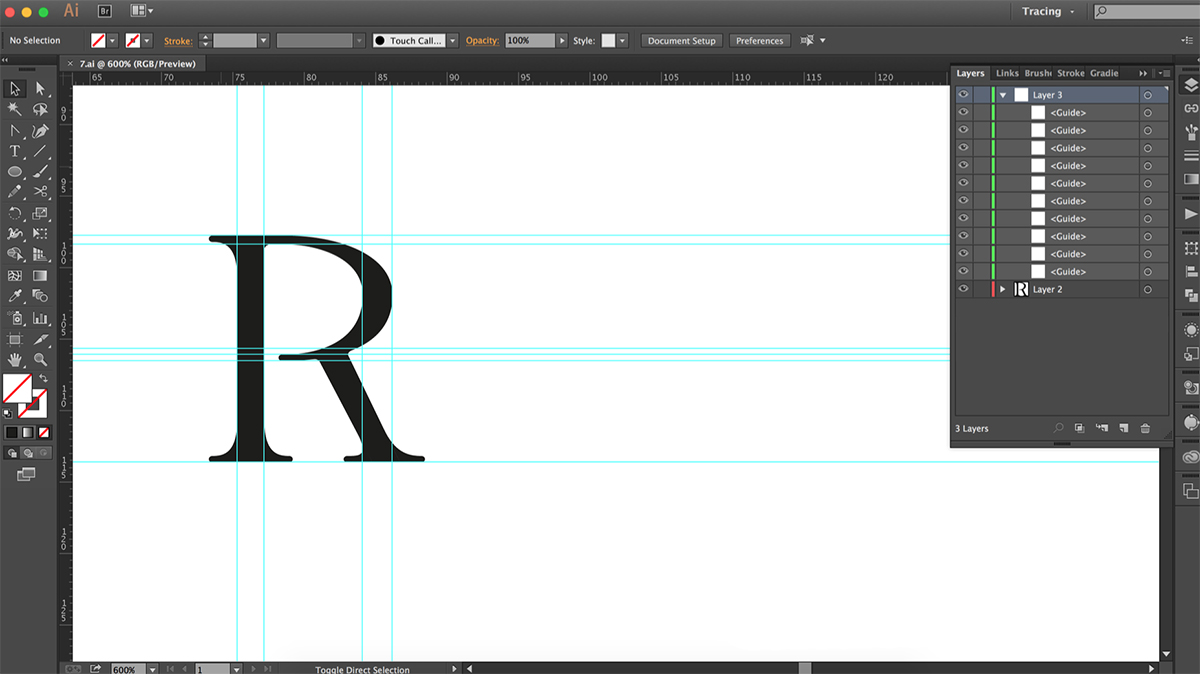 Ai Br Tracing
No Selection Stroke: Touch Call... Opacity: 100% Style: Document Setup Preferences
× 7.ai @ 600% (RGB/Preview)
65 70 75 80 85 90 95 100 105 110 115 120
Layers Links Brushe Stroke Gradie
Layer 3
<Guide>
<Guide>
<Guide>
<Guide>
<Guide>
<Guide>
<Guide>
<Guide>
<Guide>
<Guide>
Layer 2
3 Layers
90
95
100
105
110
115
120
125
T
R
600% 1 Toggle Direct Selection